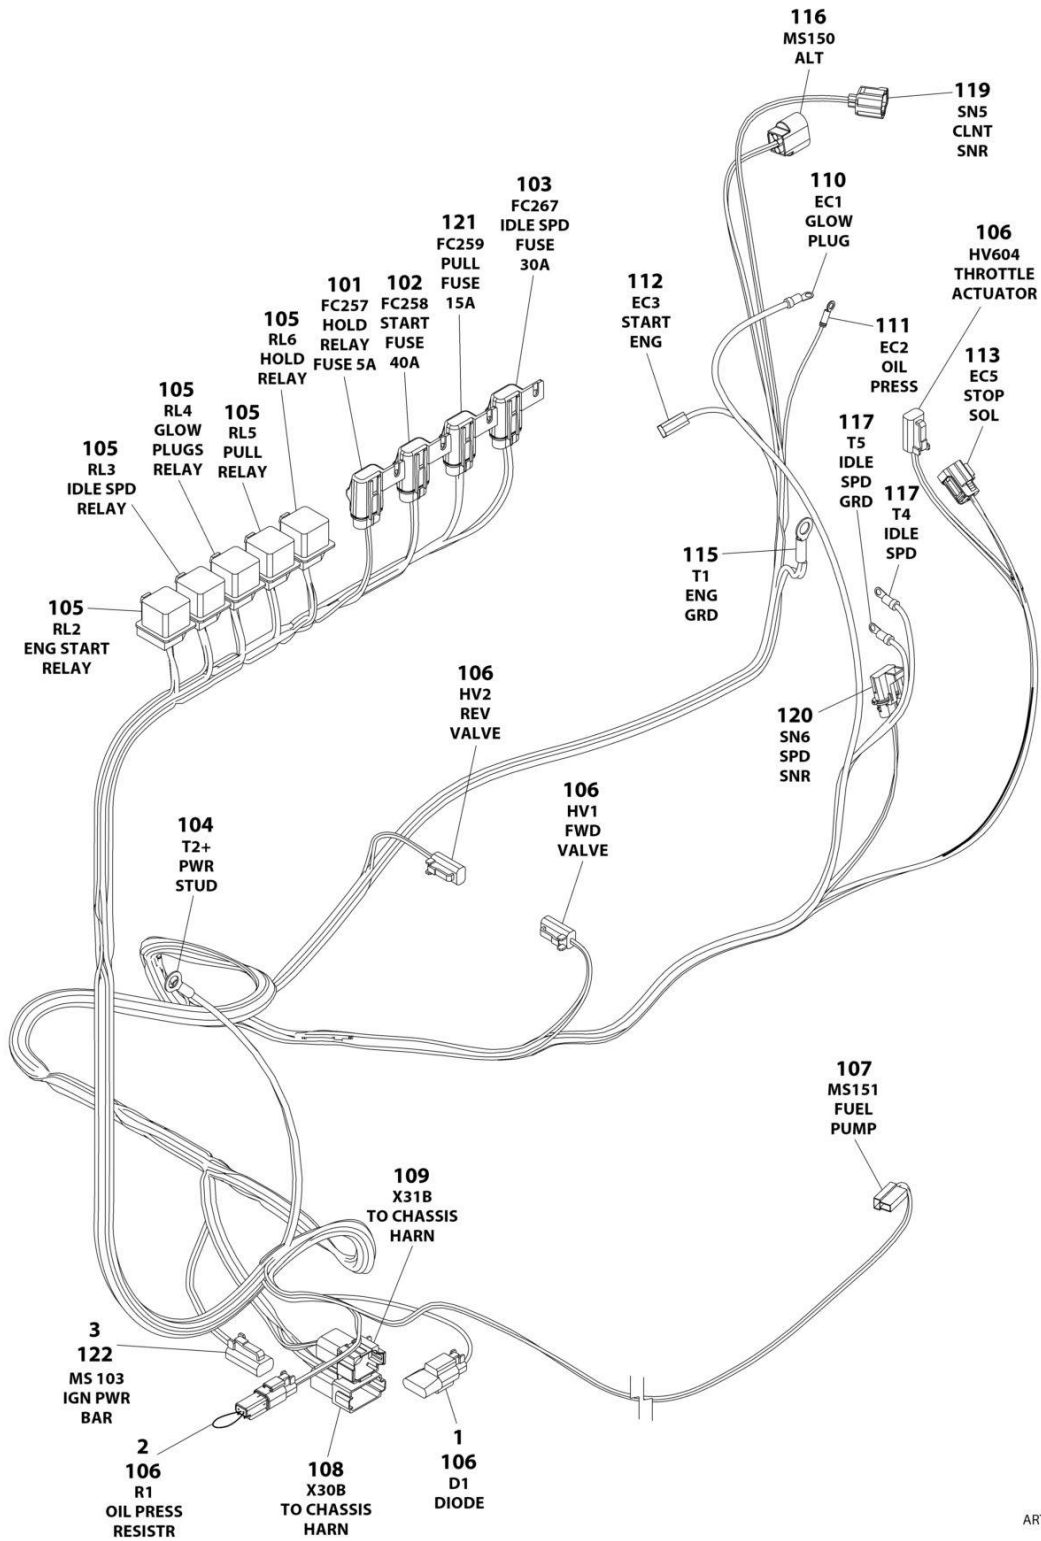 116
MS150
ALT
119
SN5
CLNT
SNR
110
EC1
GLOW
PLUG
106
HV604
THROTTLE
ACTUATOR
103
FC267
IDLE SPD
FUSE
30A
121
FC259
PULL
FUSE
15A
102
FC258
START
FUSE
40A
101
FC257
HOLD
RELAY
FUSE 5A
112
EC3
START
ENG
111
EC2
OIL
PRESS
113
EC5
STOP
SOL
105
RL6
HOLD
RELAY
105
RL4
GLOW
PLUGS
RELAY
105
RL5
PULL
RELAY
105
RL3
IDLE SPD
RELAY
117
T5
IDLE
SPD
GRD
117
T4
IDLE
SPD
115
T1
ENG
GRD
105
RL2
ENG START
RELAY
106
HV2
REV
VALVE
120
SN6
SPD
SNR
106
HV1
FWD
VALVE
104
T2+
PWR
STUD
107
MS151
FUEL
PUMP
109
X31B
TO CHASSIS
HARN
3
122
MS 103
IGN PWR
BAR
2
106
R1
OIL PRESS
RESISTR
108
X30B
TO CHASSIS
HARN
1
106
D1
DIODE